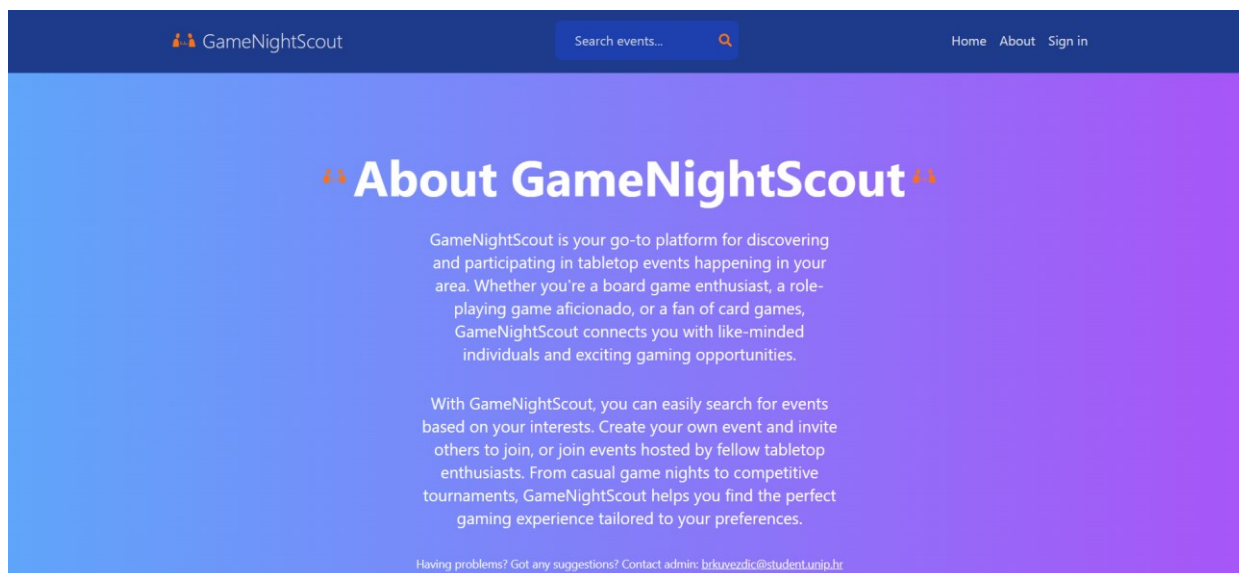 GameNightScout
Search events...
Home About Sign in
About GameNightScout
GameNightScout is your go-to platform for discovering
and participating in tabletop events happening in your
area. Whether you're a board game enthusiast, a role-
playing game aficionado, or a fan of card games,
GameNightScout connects you with like-minded
individuals and exciting gaming opportunities.
With GameNightScout, you can easily search for events
based on your interests. Create your own event and invite
others to join, or join events hosted by fellow tabletop
enthusiasts. From casual game nights to competitive
tournaments, GameNightScout helps you find the perfect
gaming experience tailored to your preferences.
Having problems? Got any suggestions? Contact admin: brkuvezdic@student.unip.hr